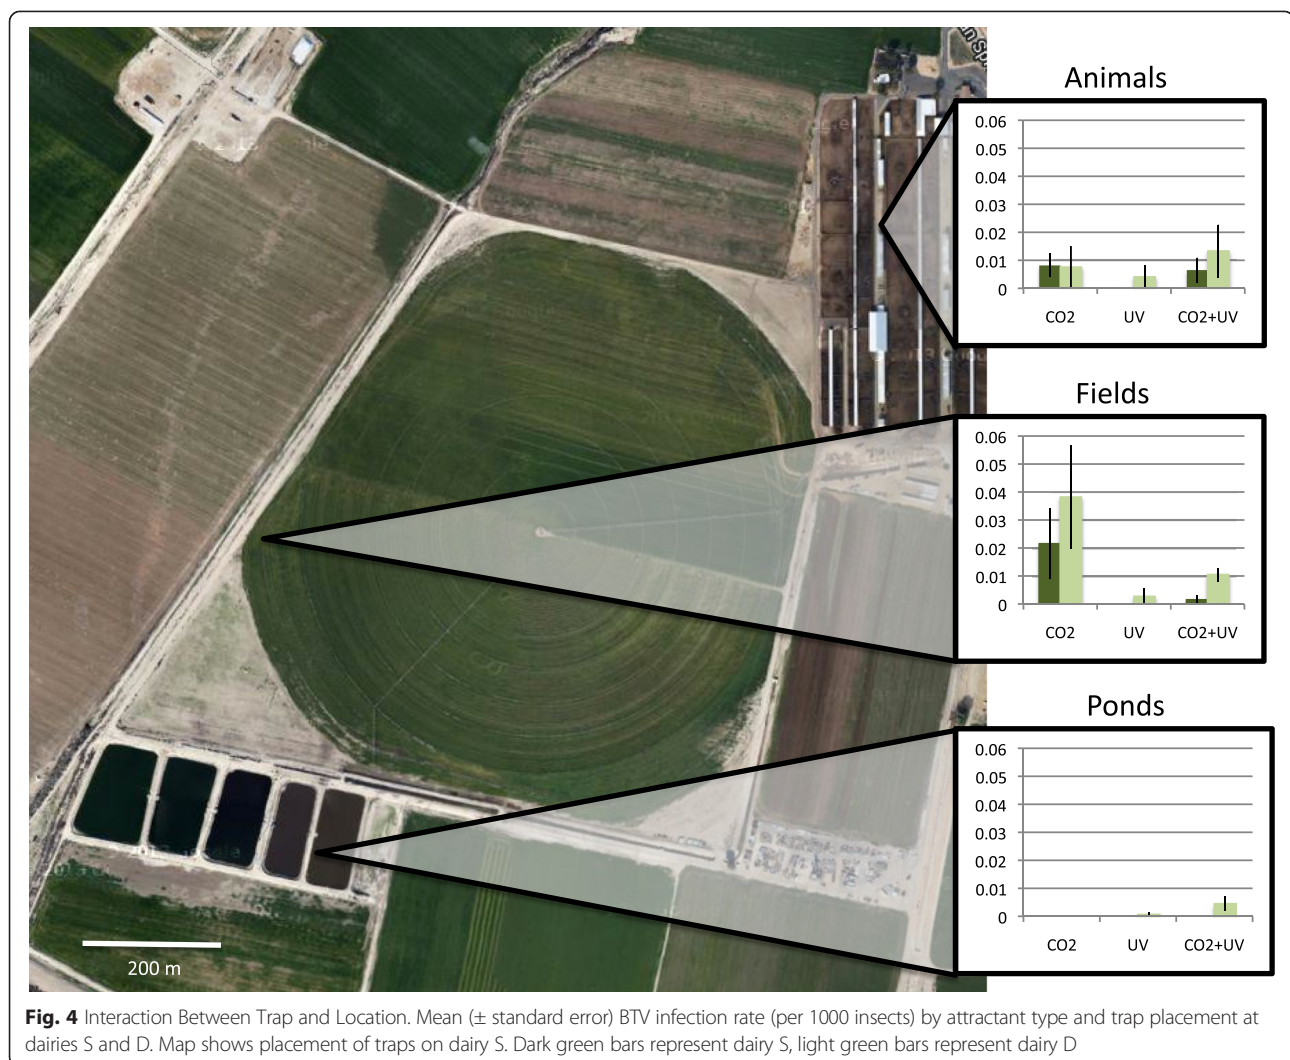 Animals
0.06
0.05
0.04
0.03
0.02
0.01
0
CO2 UV CO2+UV
Fields
0.06
0.05
0.04
0.03
0.02
0.01
0
CO2 UV CO2+UV
Ponds
0.06
0.05
0.04
0.03
0.02
0.01
0
CO2 UV CO2+UV
200 m
Fig. 4 Interaction Between Trap and Location. Mean (± standard error) BTV infection rate (per 1000 insects) by attractant type and trap placement at
dairies S and D. Map shows placement of traps on dairy S. Dark green bars represent dairy S, light green bars represent dairy D